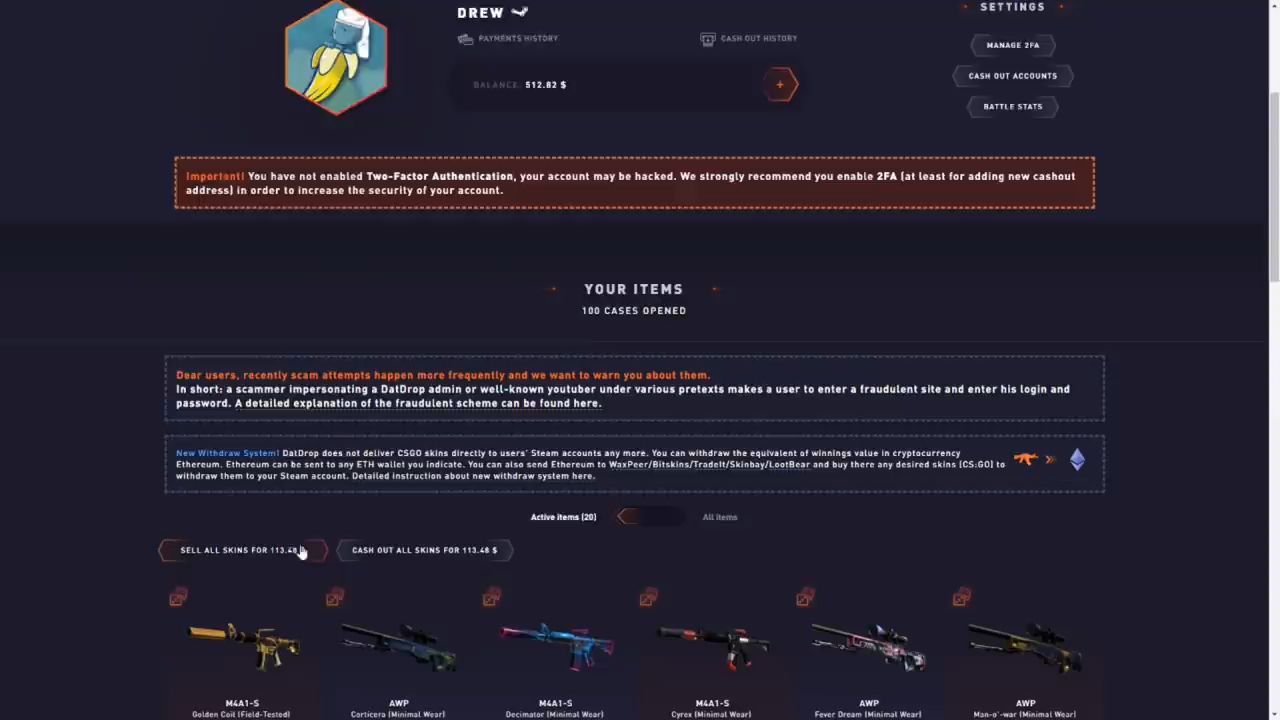 DREW
SETTINGS
PAYMENTS HISTORY
CASH OUT HISTORY
MANAGE 2FA
BALANCE: 512.82 $
+
CASH OUT ACCOUNTS
BATTLE STATS
Important! You have not enabled Two-Factor Authentication, your account may be hacked. We strongly recommend you enable 2FA (at least for adding new cashout
address) in order to increase the security of your account.
YOUR ITEMS
100 CASES OPENED
Dear users, recently scam attempts happen more frequently and we want to warn you about them.
In short: a scammer impersonating a DatDrop admin or well-known youtuber under various pretexts makes a user to enter a fraudulent site and enter his login and
password. A detailed explanation of the fraudulent scheme can be found here.
New Withdraw System! DatDrop does not deliver CSGO skins directly to users' Steam accounts any more. You can withdraw the equivalent of winnings value in cryptocurrency
Ethereum. Ethereum can be sent to any ETH wallet you indicate. You can also send Ethereum to WaxPeer/Bitskins/TradeIt/Skinbay/LootBear and buy there any desired skins (CS:GO) to
withdraw them to your Steam account. Detailed instruction about new withdraw system here.
Active items (20)
All items
SELL ALL SKINS FOR 113.48
CASH OUT ALL SKINS FOR 113.48 $
M4A1-S
Golden Coil (Field-Tested)
AWP
Corticera (Minimal Wear)
M4A1-S
Decimator (Minimal Wear)
M4A1-S
Cyrex (Minimal Wear)
AWP
Fever Dream (Minimal Wear)
AWP
Man-o'-war (Minimal Wear)